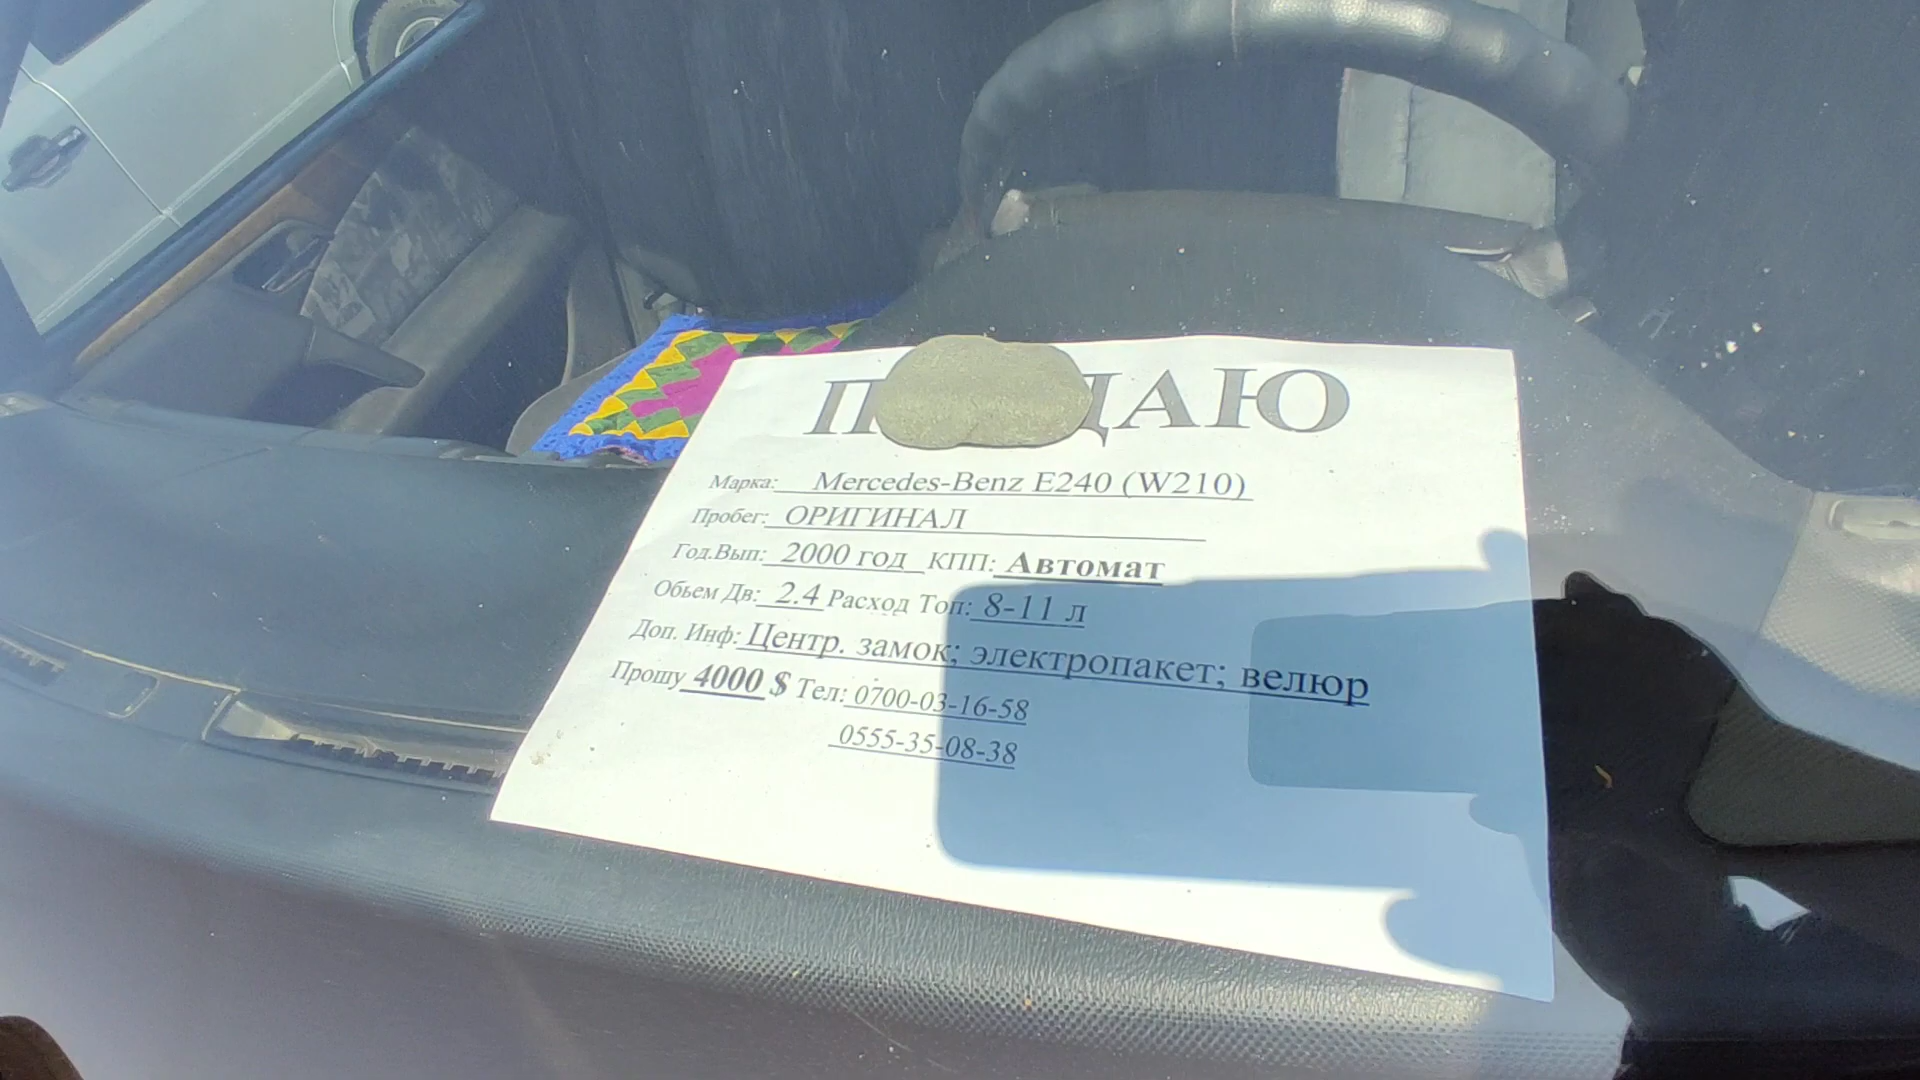 Марка: Mercedes-Benz E240 (W210)
Пробег: ОРИГИНАЛ
Год.Вып: 2000 год КПП: Автомат
Обьем Дв: 2.4 Расход Топ: 8-11 л
Доп. Инф: Центр. замок; электропакет; велюр
Прошу 4000 $ Тел: 0700-03-16-58
0555-35-08-38